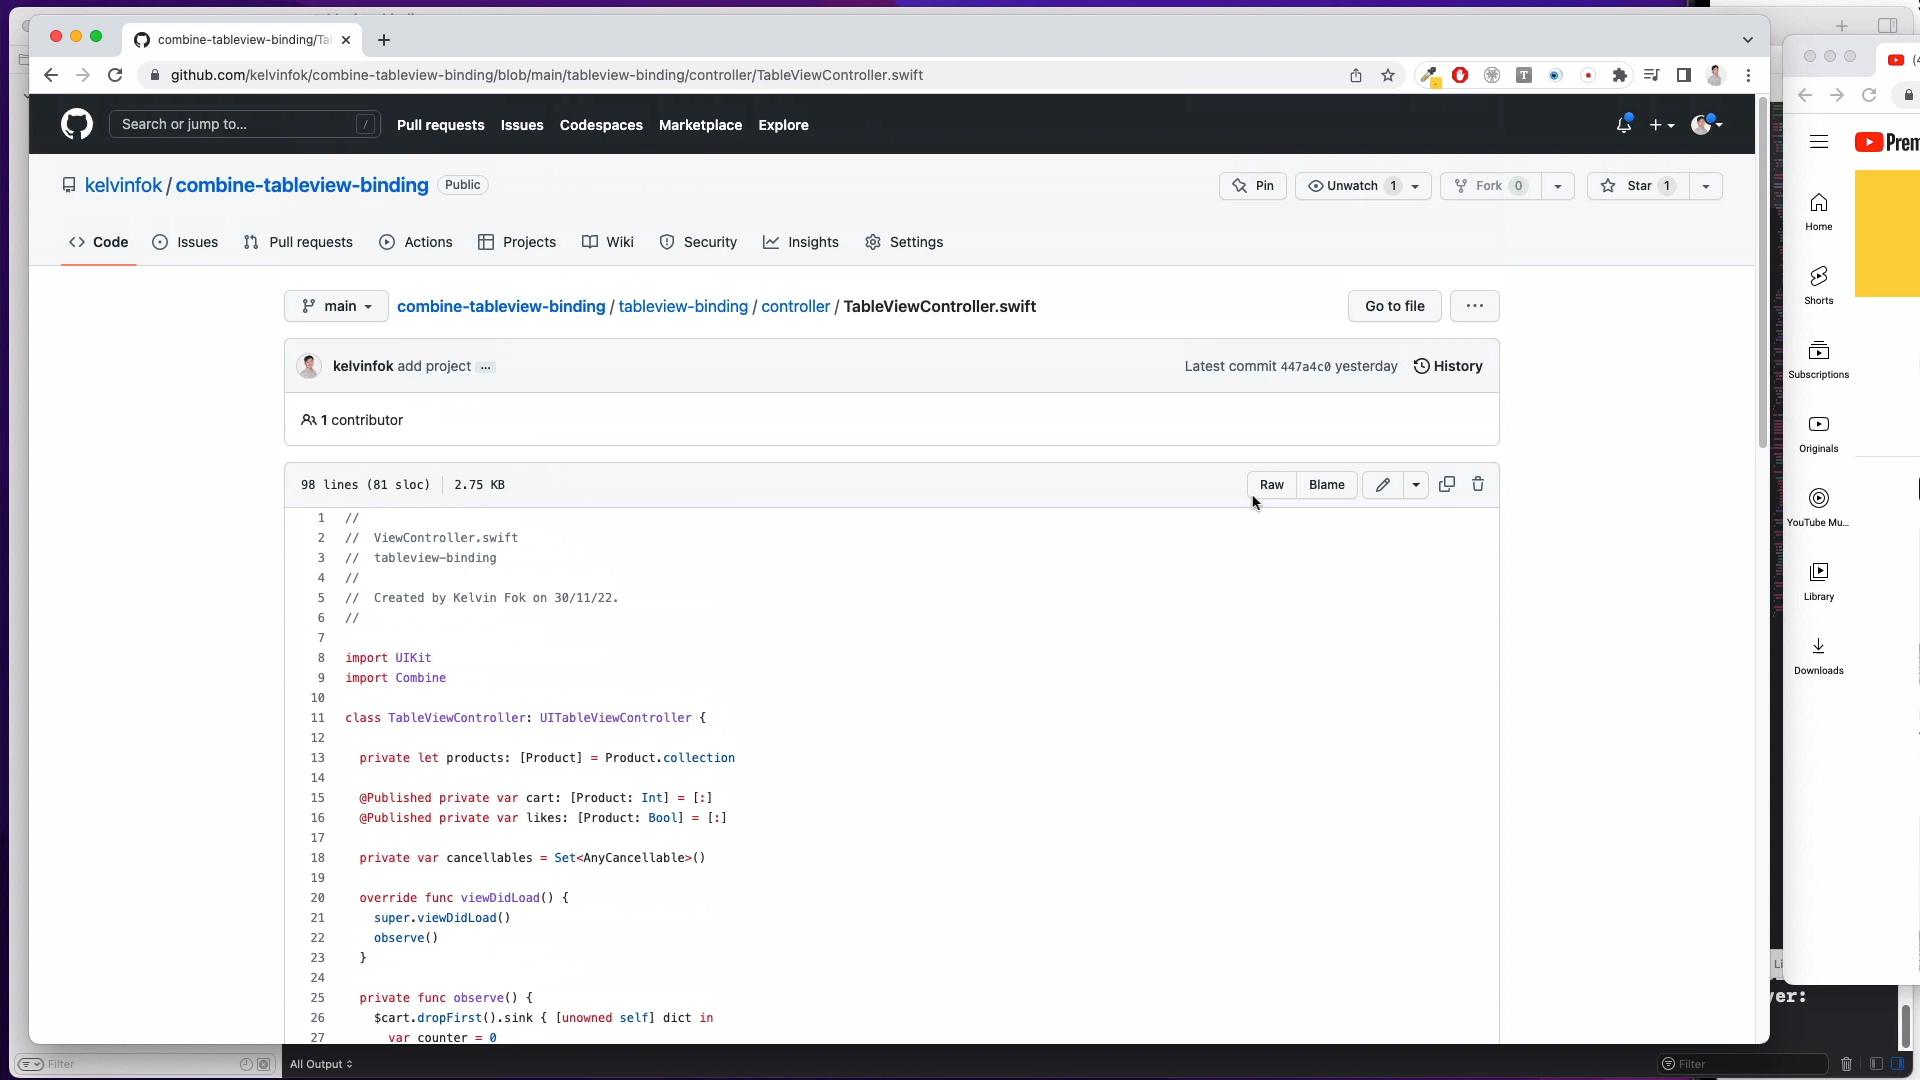 combine-tableview-binding/Ta
github.com/kelvinfok/combine-tableview-binding/blob/main/tableview-binding/controller/TableViewController.swift
Search or jump to...
/
Pull requests
Issues
Codespaces
Marketplace
Explore
kelvinfok / combine-tableview-binding
Public
Pin
Unwatch 1
Fork 0
Star 1
Code
Issues
Pull requests
Actions
Projects
Wiki
Security
Insights
Settings
main
combine-tableview-binding / tableview-binding / controller / TableViewController.swift
Go to file
...
kelvinfok add project ...
Latest commit 447a4c0 yesterday
History
1 contributor
98 lines (81 sloc)
2.75 KB
Raw
Blame
1 //
2 // ViewController.swift
3 // tableview-binding
4 //
5 // Created by Kelvin Fok on 30/11/22.
6 //
7
8 import UIKit
9 import Combine
10
11 class TableViewController: UITableViewController {
12
13 private let products: [Product] = Product.collection
14
15 @Published private var cart: [Product: Int] = [:]
16 @Published private var likes: [Product: Bool] = [:]
17
18 private var cancellables = Set<AnyCancellable>()
19
20 override func viewDidLoad() {
21 super.viewDidLoad()
22 observe()
23 }
24
25 private func observe() {
26 $cart.dropFirst().sink { [unowned self] dict in
27 var counter = 0
Prem
Home
Shorts
Subscriptions
Originals
YouTube Mu...
Library
Downloads
Li
yer:
Filter
All Output
Filter